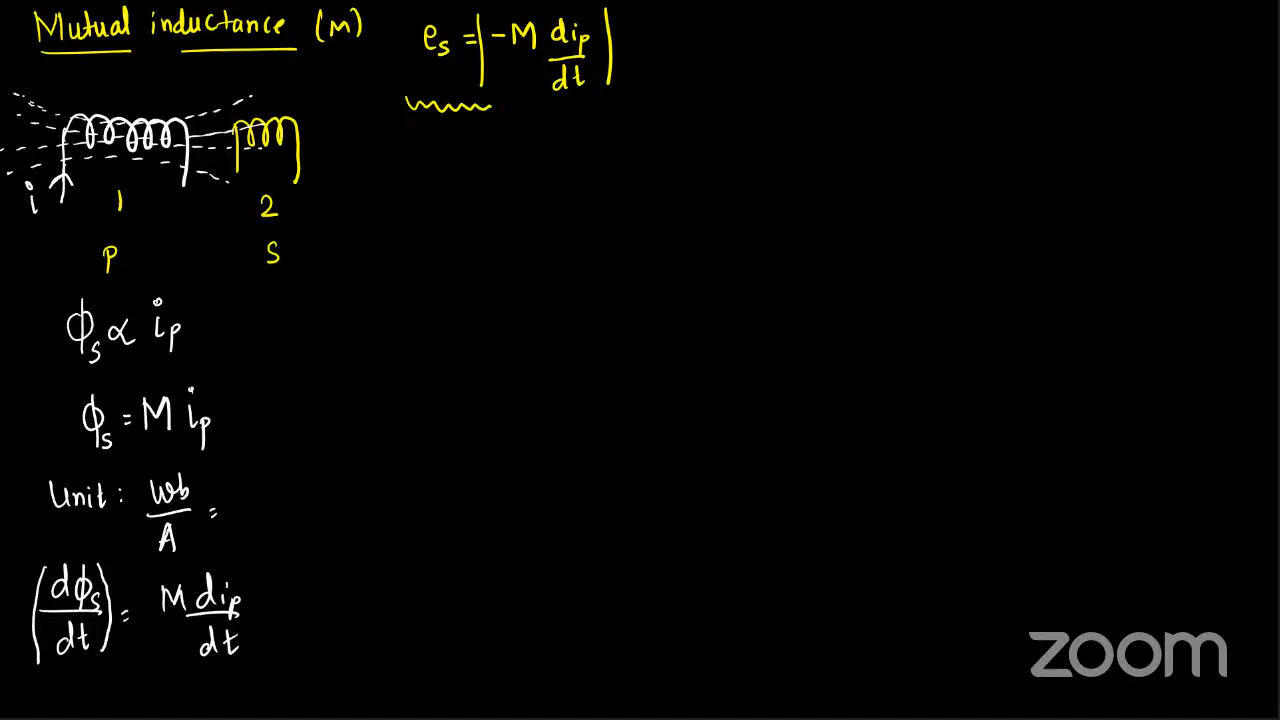 Mutual inductance (M)
e_s = |-M di_p/dt|
i
1 2
P S
ϕ_s ∝ i_p
ϕ_s = M i_p
Unit: Wb/A =
(dϕ_s/dt) = M di_p/dt
zoom